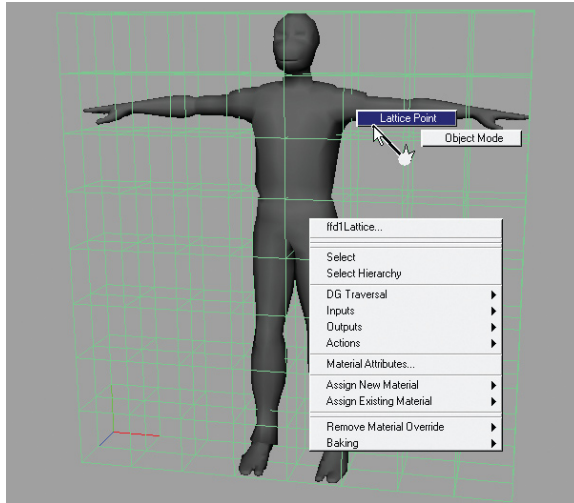 Lattice Point
Object Mode
ffd1Lattice...
Select
Select Hierarchy
DG Traversal
Inputs
Outputs
Actions
Material Attributes...
Assign New Material
Assign Existing Material
Remove Material Override
Baking